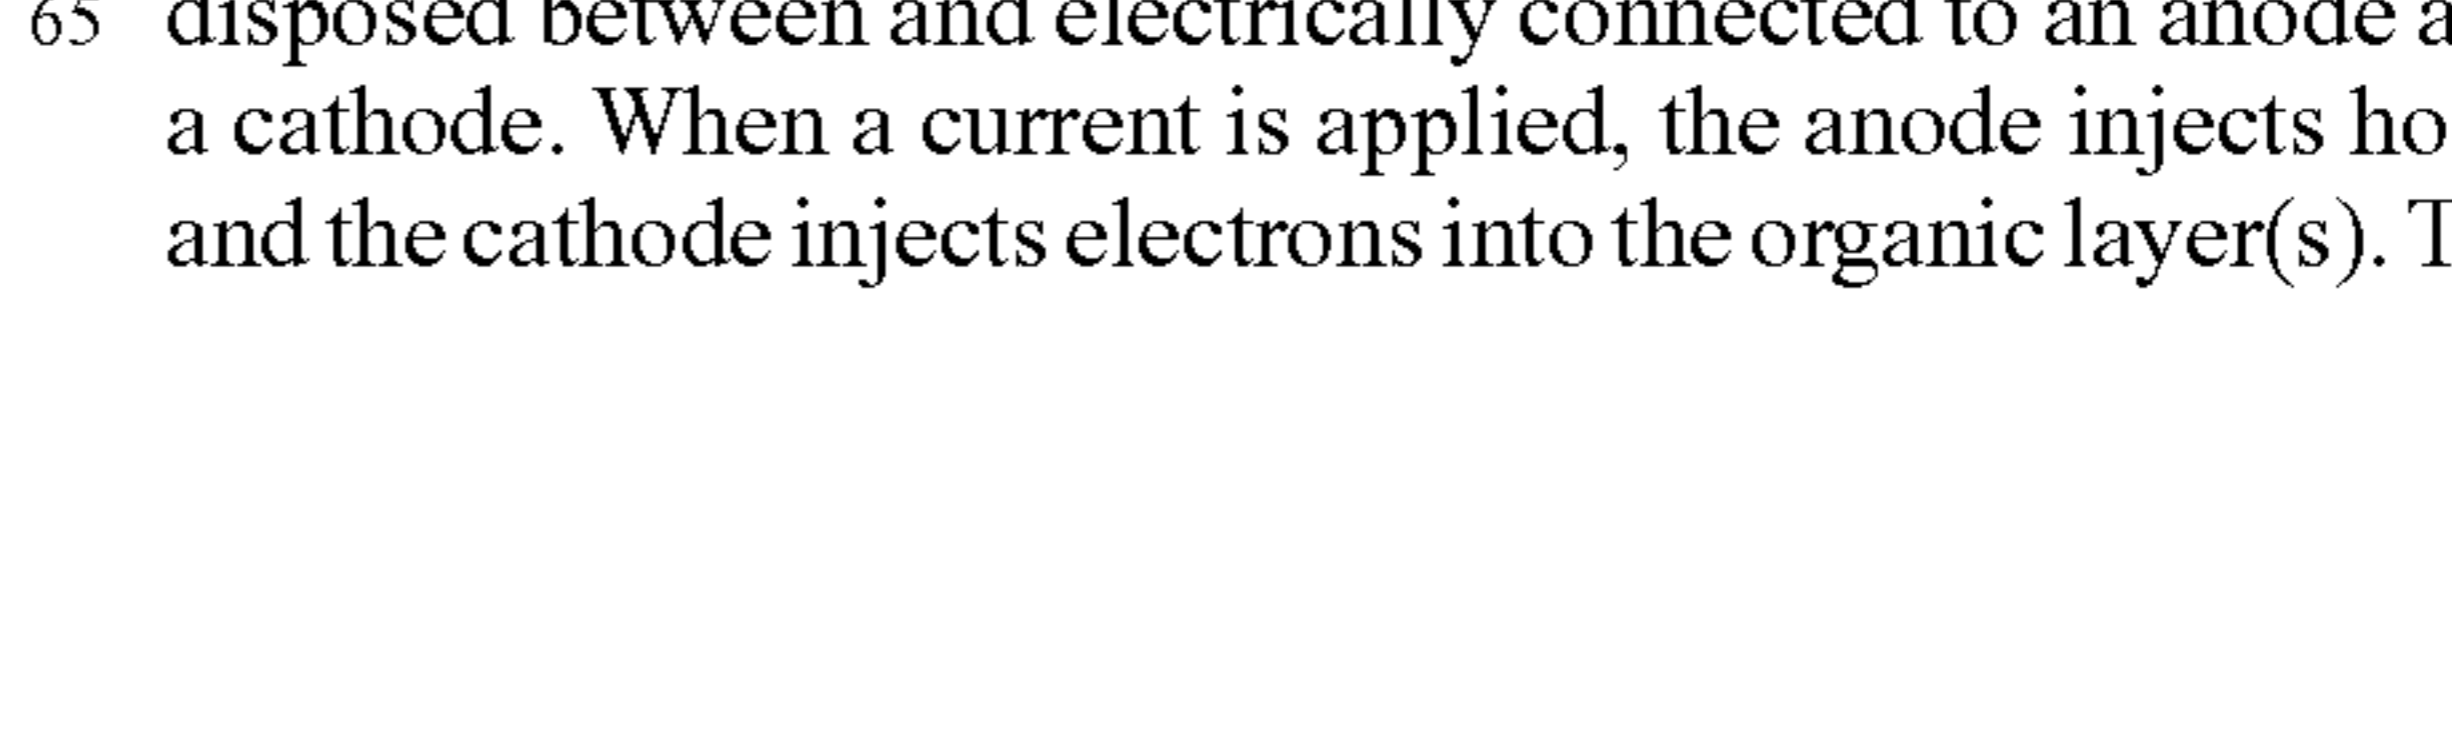 65 disposed between and electrically connected to an anode a
a cathode. When a current is applied, the anode injects ho
and the cathode injects electrons into the organic layer(s). T